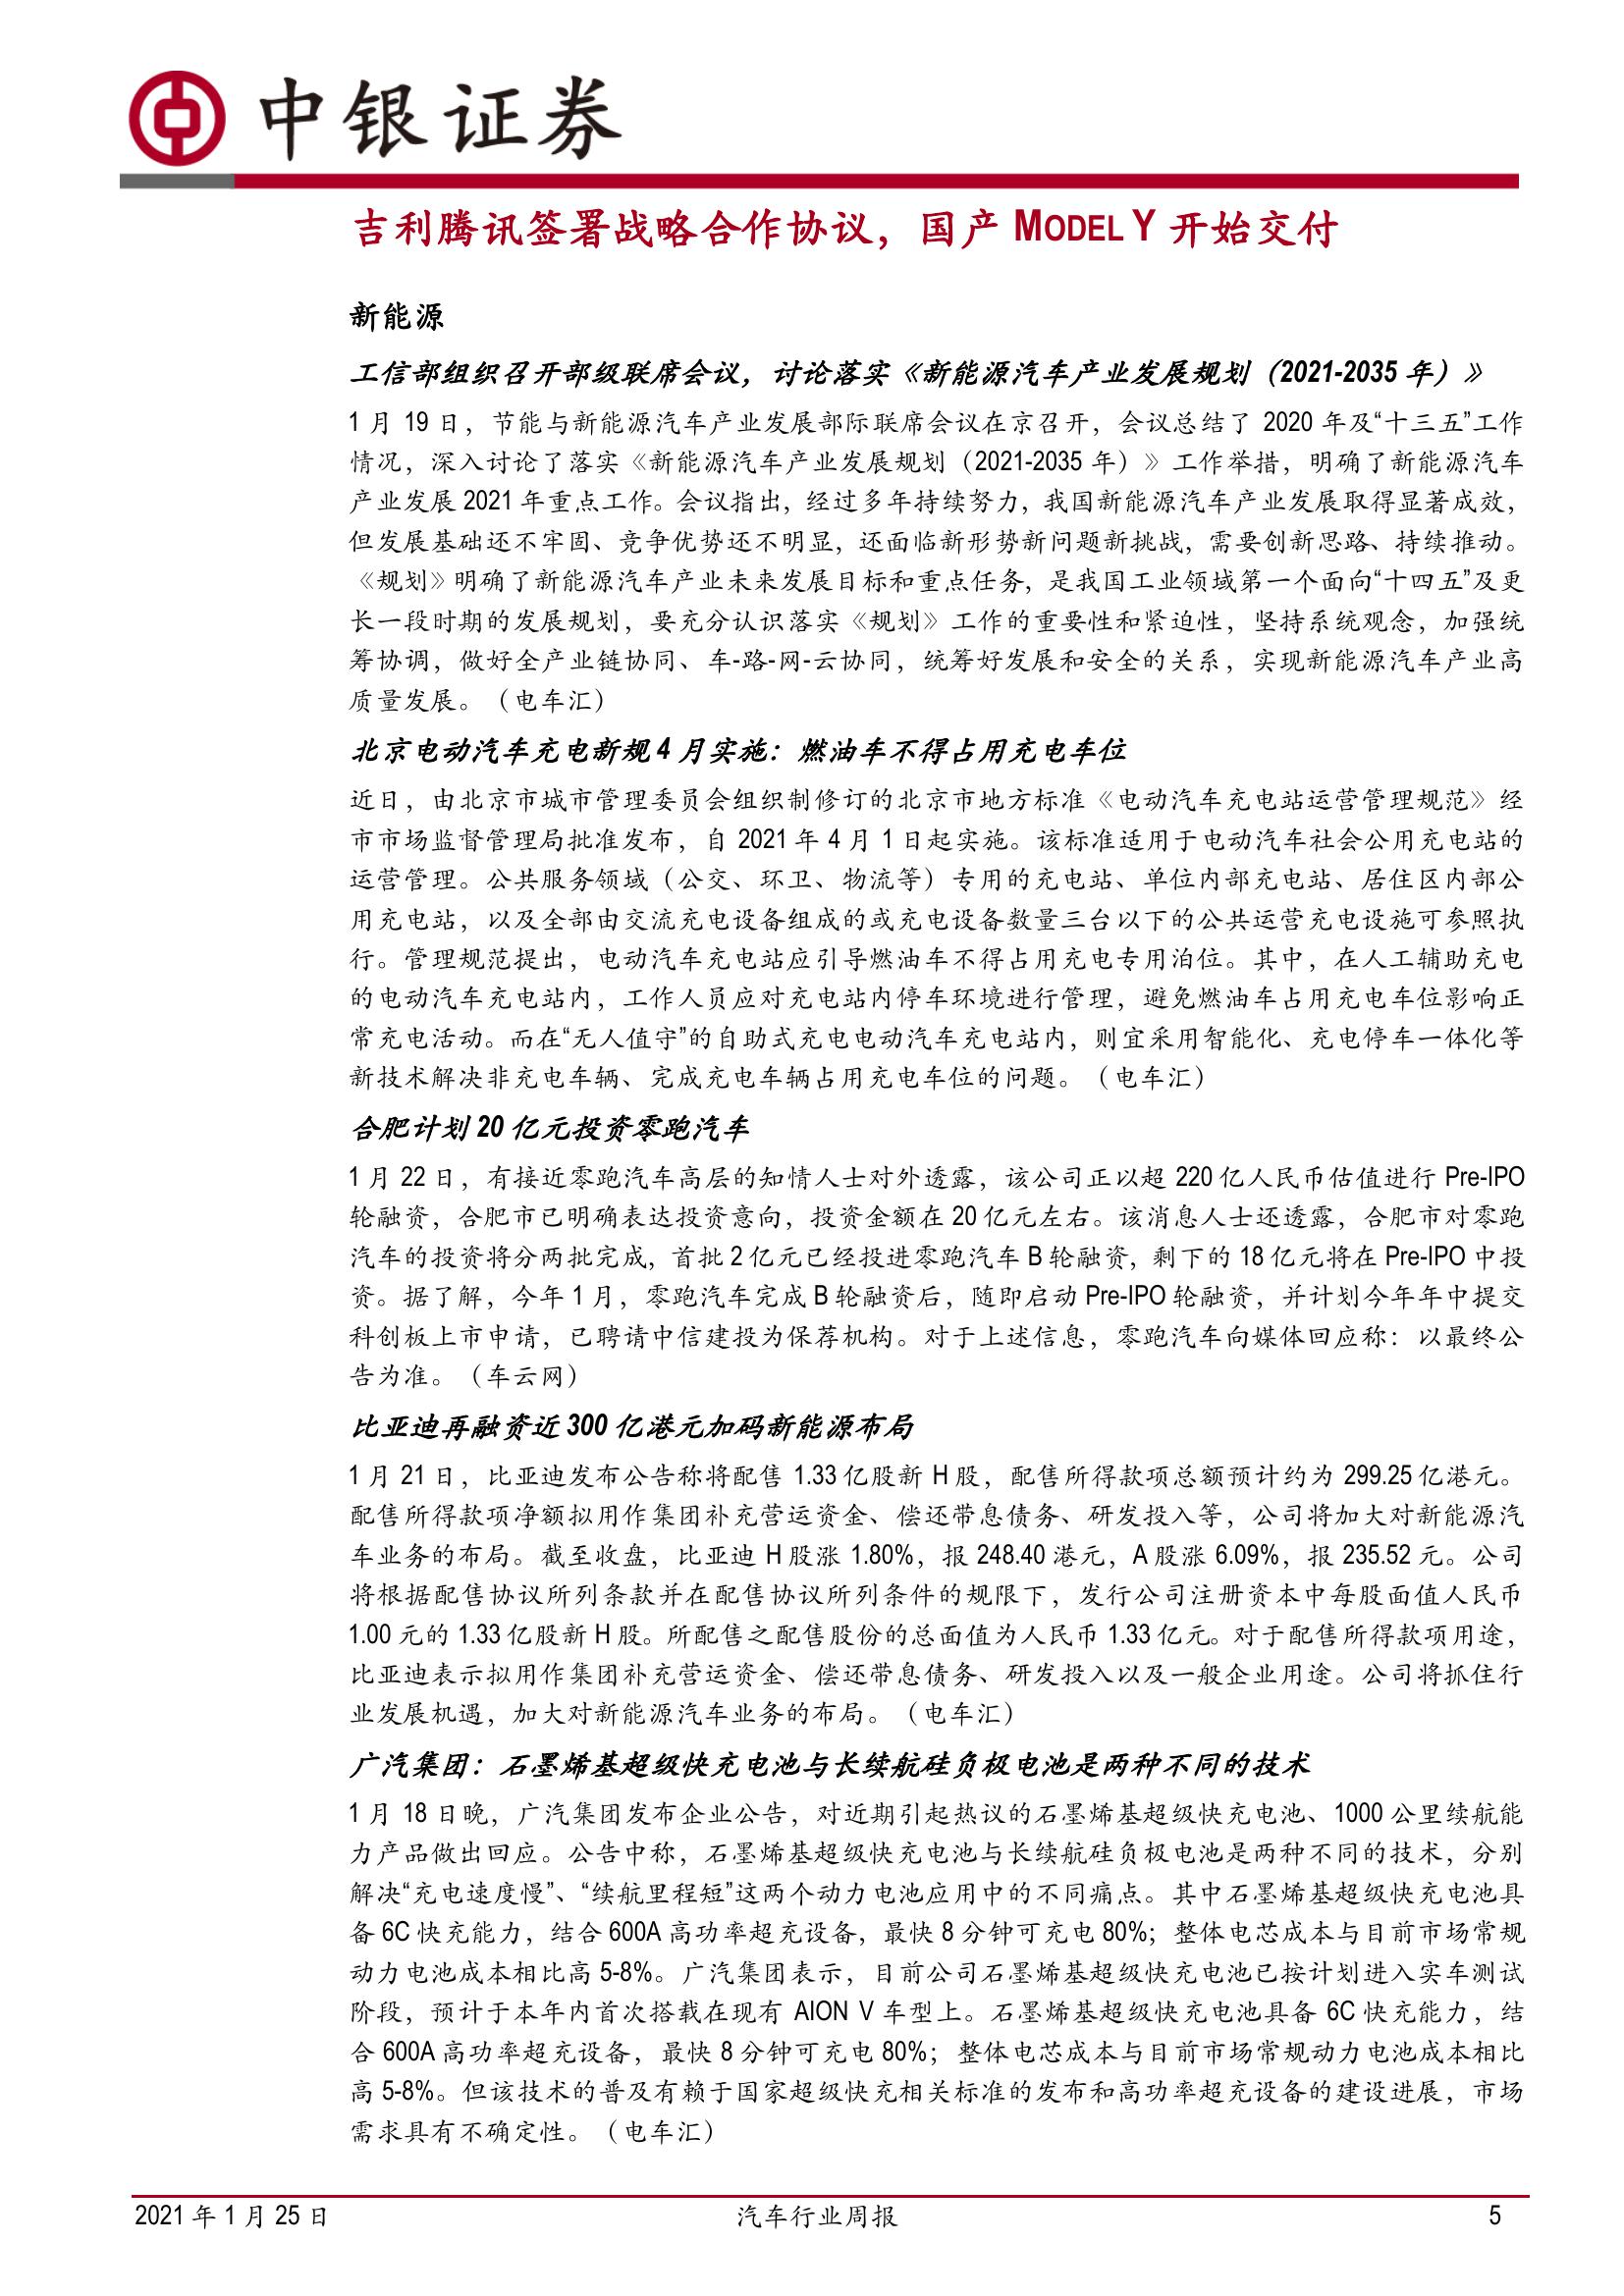 中银证券
吉利腾讯签署战略合作协议，国产 MODEL Y 开始交付
新能源
工信部组织召开部级联席会议，讨论落实《新能源汽车产业发展规划（2021-2035 年）》
1 月 19 日，节能与新能源汽车产业发展部际联席会议在京召开，会议总结了 2020 年及“十三五”工作
情况，深入讨论了落实《新能源汽车产业发展规划（2021-2035 年）》工作举措，明确了新能源汽车
产业发展 2021 年重点工作。会议指出，经过多年持续努力，我国新能源汽车产业发展取得显著成效，
但发展基础还不牢固、竞争优势还不明显，还面临新形势新问题新挑战，需要创新思路、持续推动。
《规划》明确了新能源汽车产业未来发展目标和重点任务，是我国工业领域第一个面向“十四五”及更
长一段时期的发展规划，要充分认识落实《规划》工作的重要性和紧迫性，坚持系统观念，加强统
筹协调，做好全产业链协同、车-路-网-云协同，统筹好发展和安全的关系，实现新能源汽车产业高
质量发展。（电车汇）
北京电动汽车充电新规 4 月实施：燃油车不得占用充电车位
近日，由北京市城市管理委员会组织制修订的北京市地方标准《电动汽车充电站运营管理规范》经
市市场监督管理局批准发布，自 2021 年 4 月 1 日起实施。该标准适用于电动汽车社会公用充电站的
运营管理。公共服务领域（公交、环卫、物流等）专用的充电站、单位内部充电站、居住区内部公
用充电站，以及全部由交流充电设备组成的或充电设备数量三台以下的公共运营充电设施可参照执
行。管理规范提出，电动汽车充电站应引导燃油车不得占用充电专用泊位。其中，在人工辅助充电
的电动汽车充电站内，工作人员应对充电站内停车环境进行管理，避免燃油车占用充电车位影响正
常充电活动。而在“无人值守”的自助式充电电动汽车充电站内，则宜采用智能化、充电停车一体化等
新技术解决非充电车辆、完成充电车辆占用充电车位的问题。（电车汇）
合肥计划 20 亿元投资零跑汽车
1 月 22 日，有接近零跑汽车高层的知情人士对外透露，该公司正以超 220 亿人民币估值进行 Pre-IPO
轮融资，合肥市已明确表达投资意向，投资金额在 20 亿元左右。该消息人士还透露，合肥市对零跑
汽车的投资将分两批完成，首批 2 亿元已经投进零跑汽车 B 轮融资，剩下的 18 亿元将在 Pre-IPO 中投
资。据了解，今年 1 月，零跑汽车完成 B 轮融资后，随即启动 Pre-IPO 轮融资，并计划今年年中提交
科创板上市申请，已聘请中信建投为保荐机构。对于上述信息，零跑汽车向媒体回应称：以最终公
告为准。（车云网）
比亚迪再融资近 300 亿港元加码新能源布局
1 月 21 日，比亚迪发布公告称将配售 1.33 亿股新 H 股，配售所得款项总额预计约为 299.25 亿港元。
配售所得款项净额拟用作集团补充营运资金、偿还带息债务、研发投入等，公司将加大对新能源汽
车业务的布局。截至收盘，比亚迪 H 股涨 1.80%，报 248.40 港元，A 股涨 6.09%，报 235.52 元。公司
将根据配售协议所列条款并在配售协议所列条件的规限下，发行公司注册资本中每股面值人民币
1.00 元的 1.33 亿股新 H 股。所配售之配售股份的总面值为人民币 1.33 亿元。对于配售所得款项用途，
比亚迪表示拟用作集团补充营运资金、偿还带息债务、研发投入以及一般企业用途。公司将抓住行
业发展机遇，加大对新能源汽车业务的布局。（电车汇）
广汽集团：石墨烯基超级快充电池与长续航硅负极电池是两种不同的技术
1 月 18 日晚，广汽集团发布企业公告，对近期引起热议的石墨烯基超级快充电池、1000 公里续航能
力产品做出回应。公告中称，石墨烯基超级快充电池与长续航硅负极电池是两种不同的技术，分别
解决“充电速度慢”、“续航里程短”这两个动力电池应用中的不同痛点。其中石墨烯基超级快充电池具
备 6C 快充能力，结合 600A 高功率超充设备，最快 8 分钟可充电 80%；整体电芯成本与目前市场常规
动力电池成本相比高 5-8%。广汽集团表示，目前公司石墨烯基超级快充电池已按计划进入实车测试
阶段，预计于本年内首次搭载在现有 AION V 车型上。石墨烯基超级快充电池具备 6C 快充能力，结
合 600A 高功率超充设备，最快 8 分钟可充电 80%；整体电芯成本与目前市场常规动力电池成本相比
高 5-8%。但该技术的普及有赖于国家超级快充相关标准的发布和高功率超充设备的建设进展，市场
需求具有不确定性。（电车汇）
2021 年 1 月 25 日
汽车行业周报
5